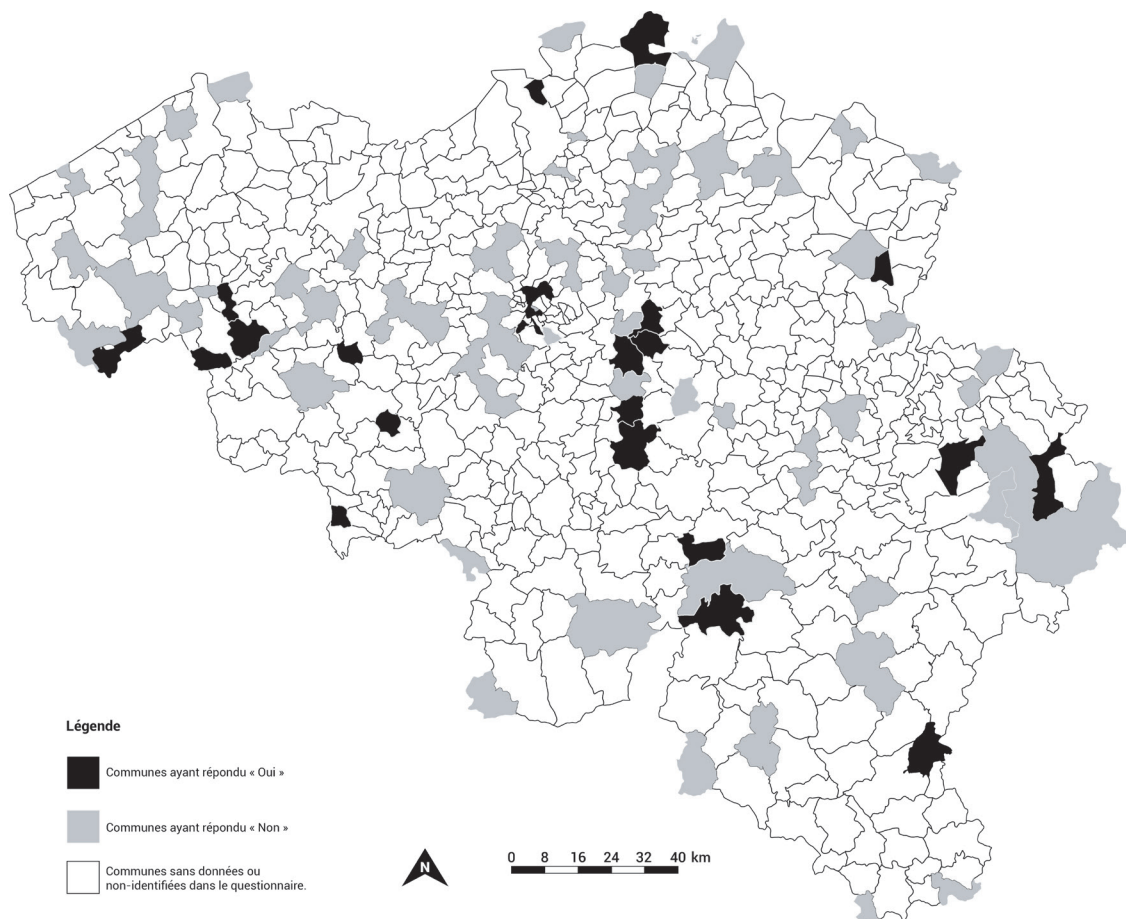 Légende
Communes ayant répondu « Oui »
Communes ayant répondu « Non »
Communes sans données ou
non-identifiées dans le questionnaire.
N
0 8 16 24 32 40 km